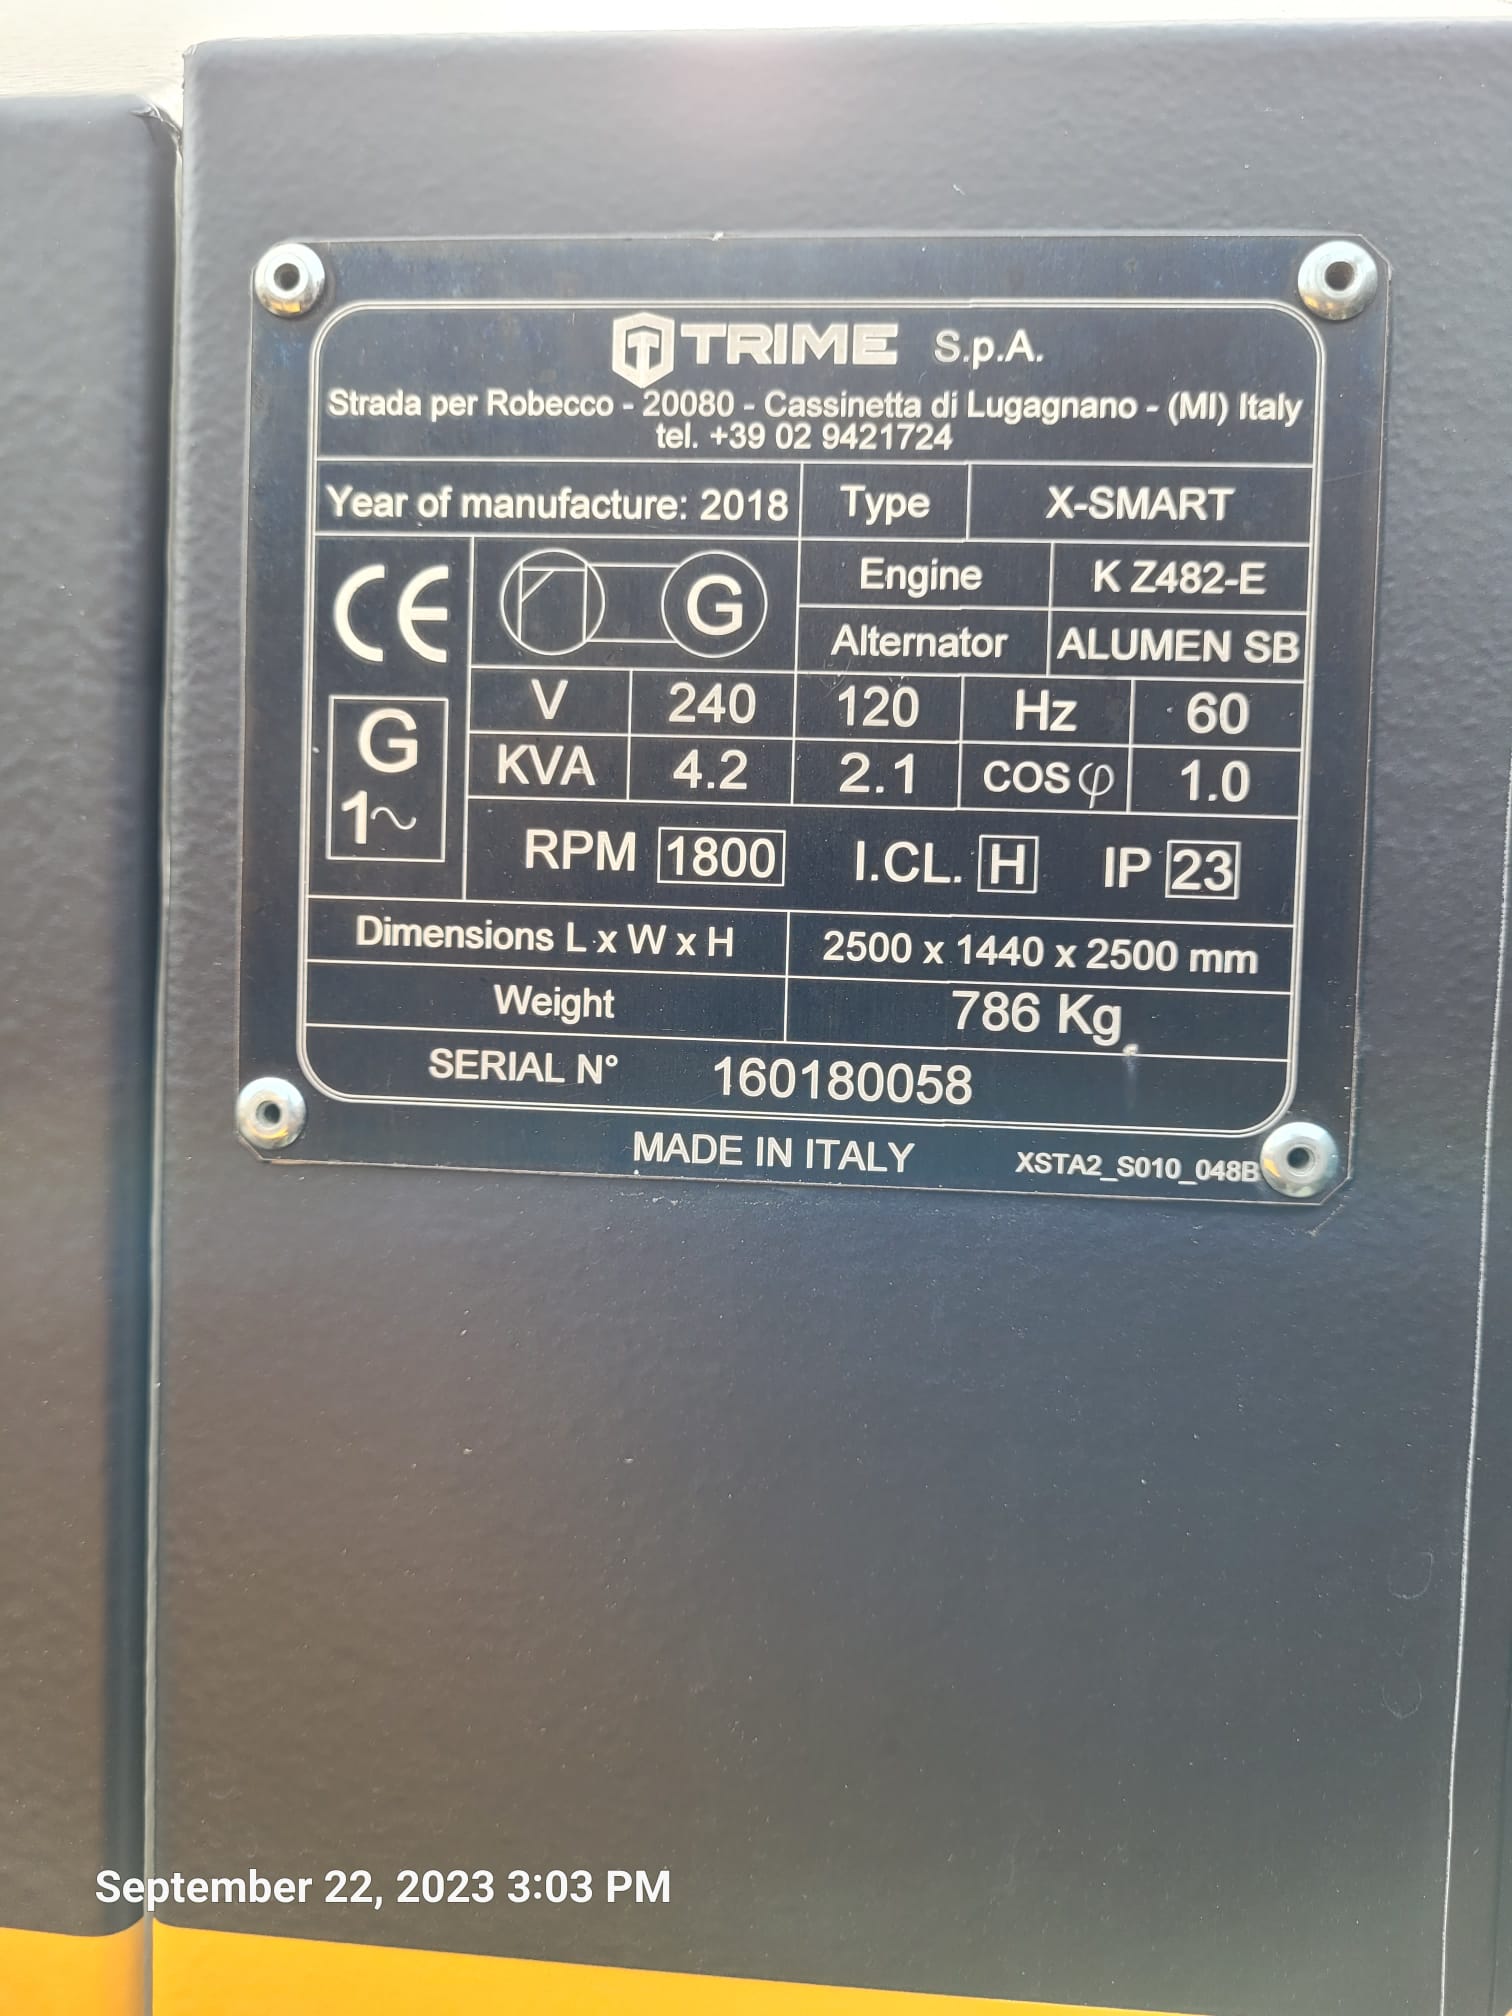 TRIME S.p.A.
Strada per Robecco - 20080 - Cassinetta di Lugagnano - (MI) Italy
tel. +39 02 9421724
Year of manufacture: 2018 Type X-SMART
CE G Engine K Z482-E
Alternator ALUMEN SB
G 1~
V 240 120 Hz 60
KVA 4.2 2.1 COS φ 1.0
RPM 1800 I.CL. H IP 23
Dimensions L x W x H 2500 x 1440 x 2500 mm
Weight 786 Kg
SERIAL N° 160180058
MADE IN ITALY XSTA2_S010_048B
September 22, 2023 3:03 PM